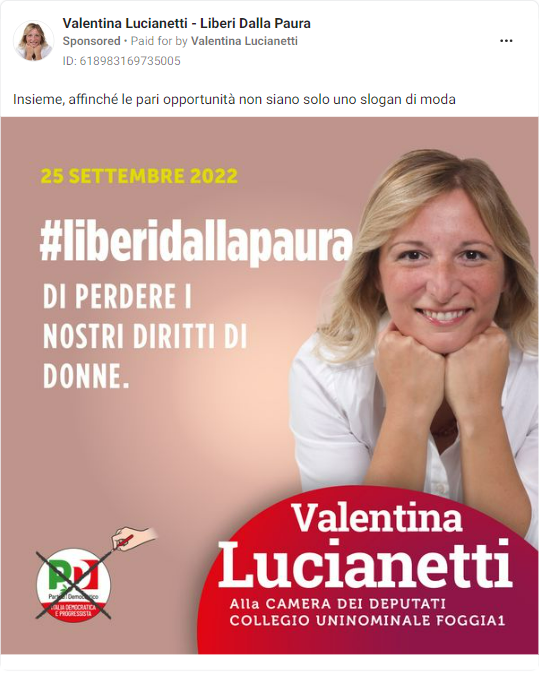 Valentina Lucianetti - Liberi Dalla Paura
Sponsored • Paid for by Valentina Lucianetti
ID: 618983169735005
Insieme, affinché le pari opportunità non siano solo uno slogan di moda
25 SETTEMBRE 2022
#liberidallapaura
DI PERDERE I
NOSTRI DIRITTI DI
DONNE.
PD
Partito Democratico
ITALIA DEMOCRATICA
E PROGRESSISTA
Valentina
Lucianetti
Alla CAMERA DEI DEPUTATI
COLLEGIO UNINOMINALE FOGGIA1